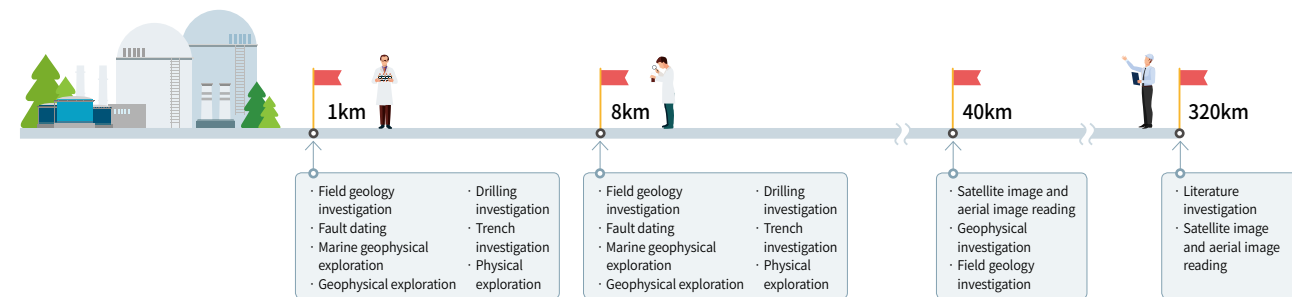 1km
8km
40km
320km
· Field geology
investigation
· Fault dating
· Marine geophysical
exploration
· Geophysical exploration
· Drilling
investigation
· Trench
investigation
· Physical
exploration
· Field geology
investigation
· Fault dating
· Marine geophysical
exploration
· Geophysical exploration
· Drilling
investigation
· Trench
investigation
· Physical
exploration
· Satellite image and
aerial image reading
· Geophysical
investigation
· Field geology
investigation
· Literature
investigation
· Satellite image
and aerial image
reading